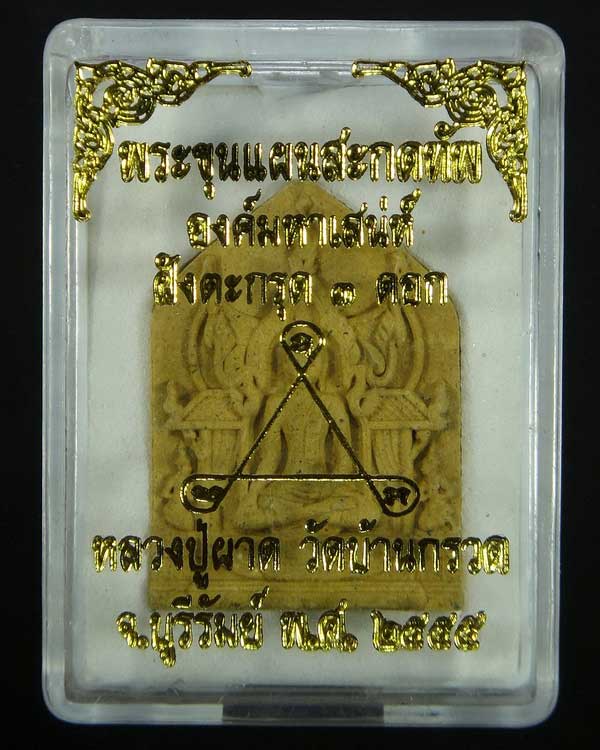 พระขุนแผนสะกดทัพ
องค์มหาเสน่ห์
ฝังตะกรุด ๓ ดอก
หลวงปู่ผาด วัดบ้านกรวด
จ.บุรีรัมย์ พ.ศ. ๒๕๕๕